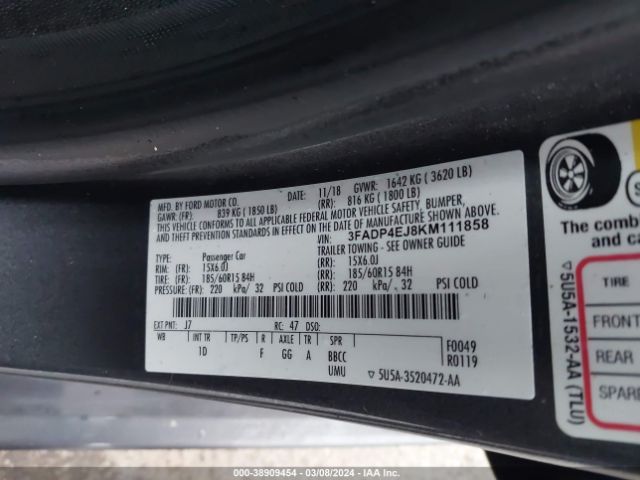 MFD. BY FORD MOTOR CO.
DATE: 11/18 GVWR: 1642 KG ( 3620 LB)
GAWR: (FR): 839 KG ( 1850 LB) (RR): 816 KG ( 1800 LB)
THIS VEHICLE CONFORMS TO ALL APPLICABLE FEDERAL MOTOR VEHICLE SAFETY, BUMPER,
AND THEFT PREVENTION STANDARDS IN EFFECT ON THE DATE OF MANUFACTURE SHOWN ABOVE.
VIN: 3FADP4EJ8KM111858
TYPE: Passenger Car TRAILER TOWING - SEE OWNER GUIDE
RIM: (FR): 15X6.0J (RR): 15X6.0J
TIRE: (FR): 185/60R15 84H (RR): 185/60R15 84H
PRESSURE: (FR): 220 kPa/ 32 PSI COLD (RR): 220 kPa/ 32 PSI COLD
EXT PNT: J7 RC: 47 DSO:
WB INT TR TP/PS R AXLE TR SPR F0049
1D F GG A BBCC R0119
UMU ▽ 5U5A-3520472-AA
The comb
and ca
TIRE
FRONT
REAR
SPARE
▽ 5U5A-1532-AA (TLU)
000-38909454 / 03/08/2024 - IAA Inc.